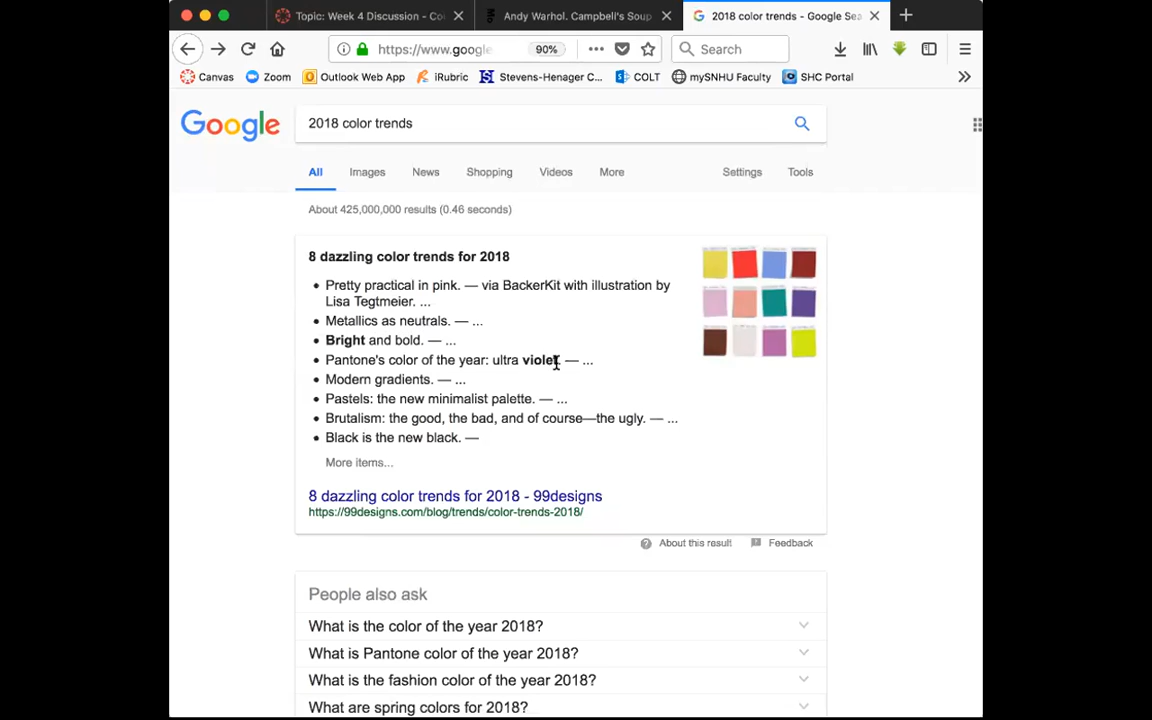 Topic: Week 4 Discussion - Co
Andy Warhol. Campbell's Soup
2018 color trends - Google Sea
https://www.google
90%
Search
Canvas
Zoom
Outlook Web App
iRubric
Stevens-Henager C...
COLT
mySNHU Faculty
SHC Portal
Google
2018 color trends
All
Images
News
Shopping
Videos
More
Settings
Tools
About 425,000,000 results (0.46 seconds)
8 dazzling color trends for 2018
• Pretty practical in pink. — via BackerKit with illustration by
Lisa Tegtmeier. ...
• Metallics as neutrals. — ...
• Bright and bold. — ...
• Pantone's color of the year: ultra violet. — ...
• Modern gradients. — ...
• Pastels: the new minimalist palette. — ...
• Brutalism: the good, the bad, and of course—the ugly. — ...
• Black is the new black. —
More items...
8 dazzling color trends for 2018 - 99designs
https://99designs.com/blog/trends/color-trends-2018/
About this result
Feedback
People also ask
What is the color of the year 2018?
What is Pantone color of the year 2018?
What is the fashion color of the year 2018?
What are spring colors for 2018?